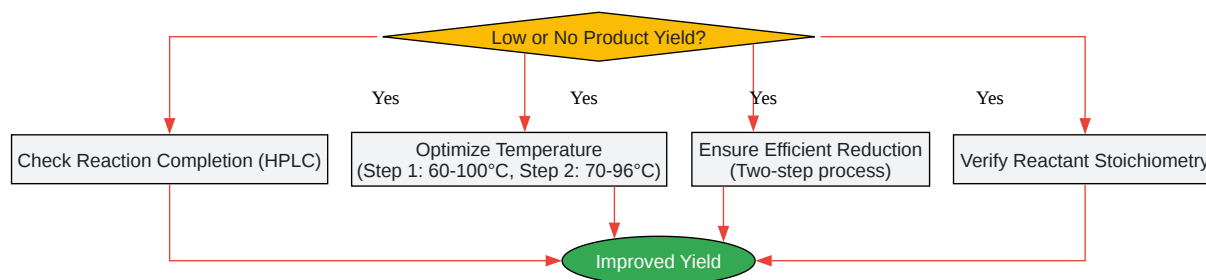 Low or No Product Yield?
Yes
Yes
Yes
Yes
Check Reaction Completion (HPLC)
Optimize Temperature
(Step 1: 60-100°C, Step 2: 70-96°C)
Ensure Efficient Reduction
(Two-step process)
Verify Reactant Stoichiometry
Improved Yield